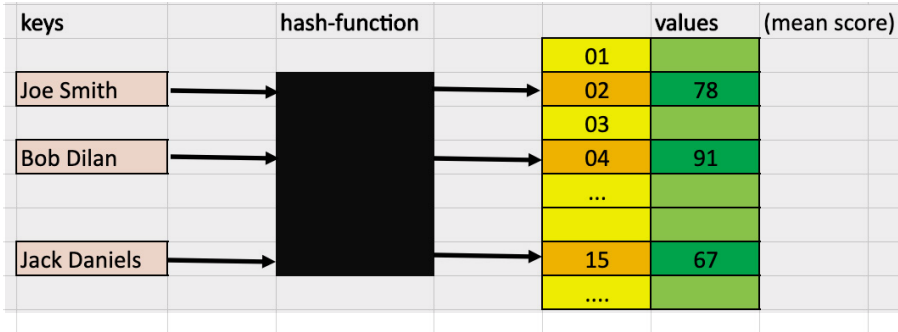 keys hash-function values (mean score)
01
Joe Smith 02 78
03
Bob Dilan 04 91
...
Jack Daniels 15 67
....